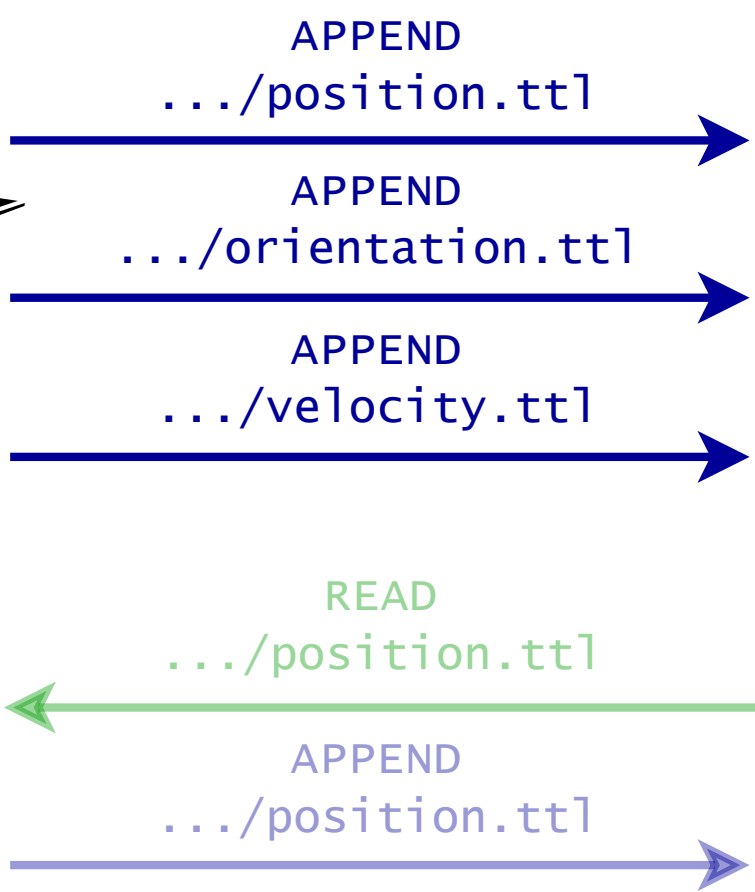 APPEND
.../position.ttl
APPEND
.../orientation.ttl
APPEND
.../velocity.ttl
READ
.../position.ttl
APPEND
.../position.ttl